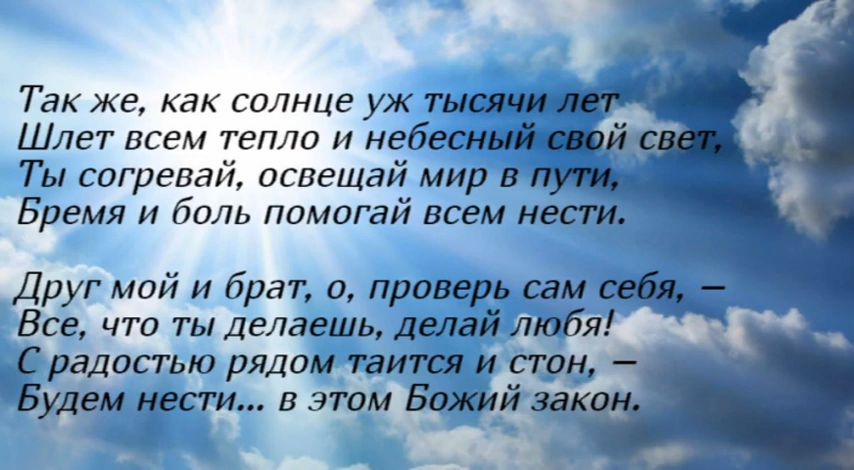 Так же, как солнце уж тысячи лет
Шлет всем тепло и небесный свой свет,
Ты согревай, освещай мир в пути,
Бремя и боль помогай всем нести.
Друг мой и брат, о, проверь сам себя, –
Все, что ты делаешь, делай любя!
С радостью рядом таится и стон, –
Будем нести... в этом Божий закон.